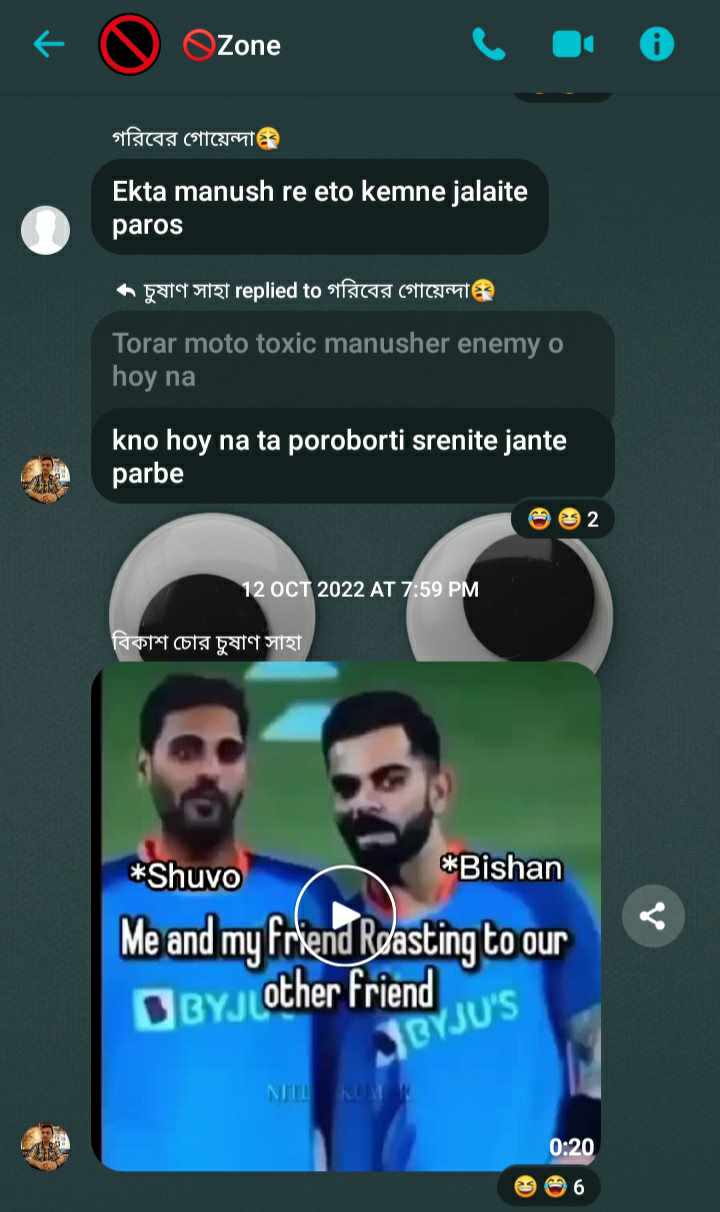 Zone
গরিবের গোয়েন্দা🤧
Ekta manush re eto kemne jalaite
paros
চুষাণ সাহা replied to গরিবের গোয়েন্দা🤧
Torar moto toxic manusher enemy o
hoy na
kno hoy na ta poroborti srenite jante
parbe
😂 😆 2
12 OCT 2022 AT 7:59 PM
বিকাশ চোর চুষাণ সাহা
*Shuvo
*Bishan
Me and my friend Roasting to our
other friend
BYJU'S
0:20
😆 😂 6